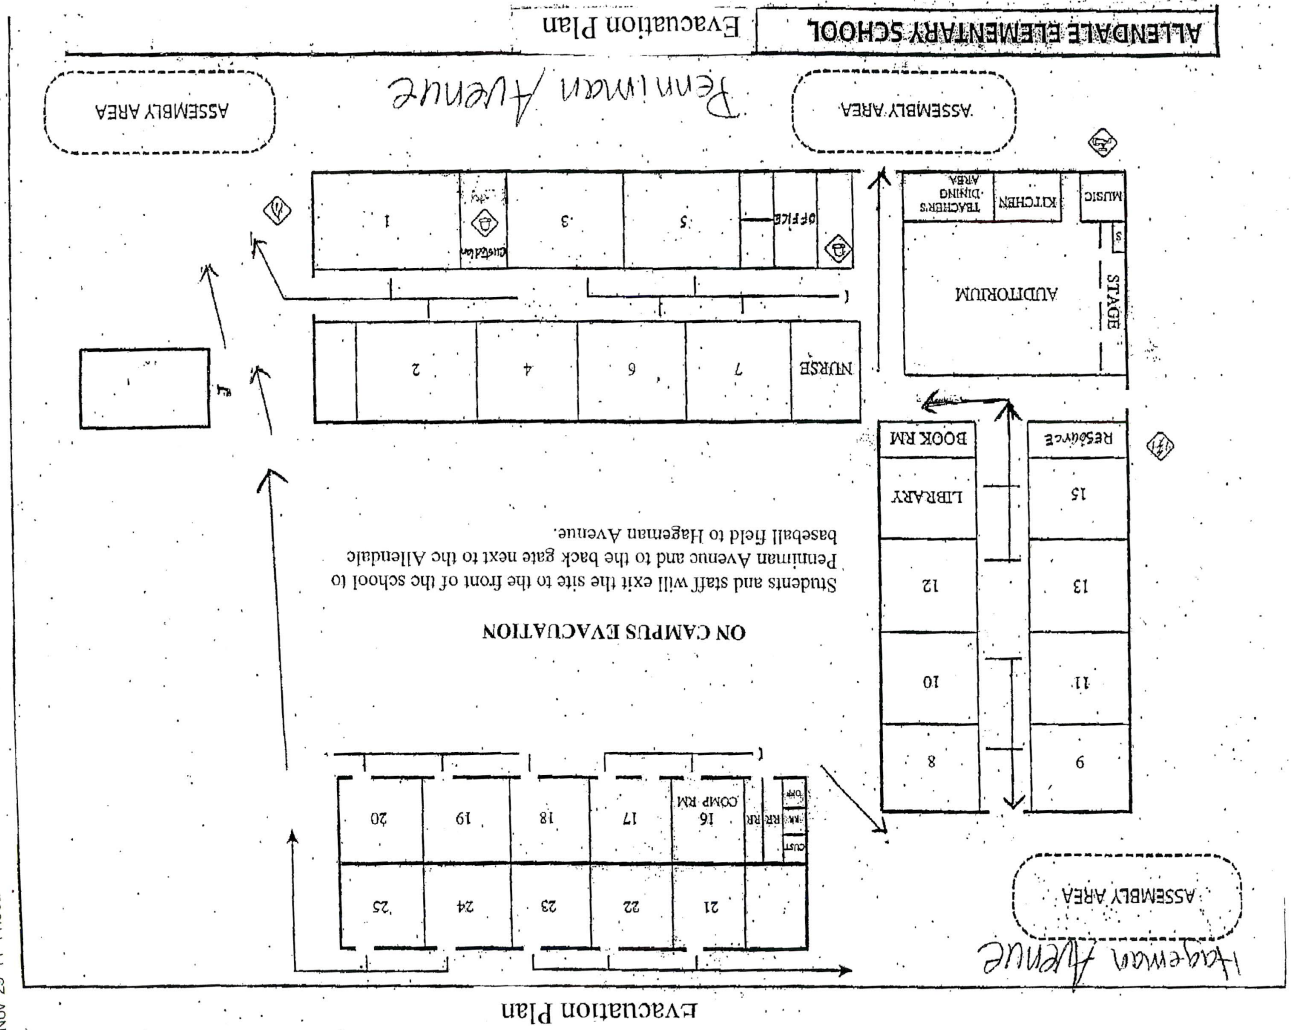 Evacuation Plan
Hageman Avenue
ASSEMBLY AREA
21
22
23
24
25
CUST
RR
RR
16
COMP RM
17
18
19
20
9
8
11
10
13
12
15
LIBRARY
RESOURCE
BOOK RM
ON CAMPUS EVACUATION
Students and staff will exit the site to the front of the school to
Penniman Avenue and to the back gate next to the Allendale
baseball field to Hageman Avenue.
STAGE
AUDITORIUM
S
MUSIC
KITCHEN
TEACHER'S
DINING
AREA
NURSE
7
6
4
2
OFFICE
5
3
Custodian
1
ASSEMBLY AREA
Penniman Avenue
ASSEMBLY AREA
ALLENDALE ELEMENTARY SCHOOL
Evacuation Plan